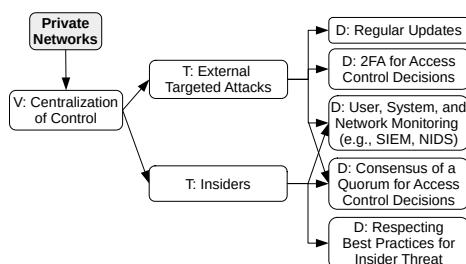 Private
Networks
V: Centralization
of Control
T: External
Targeted Attacks
T: Insiders
D: Regular Updates
D: 2FA for Access
Control Decisions
D: User, System, and
Network Monitoring
(e.g., SIEM, NIDS)
D: Consensus of a
Quorum for Access
Control Decisions
D: Respecting
Best Practices for
Insider Threat